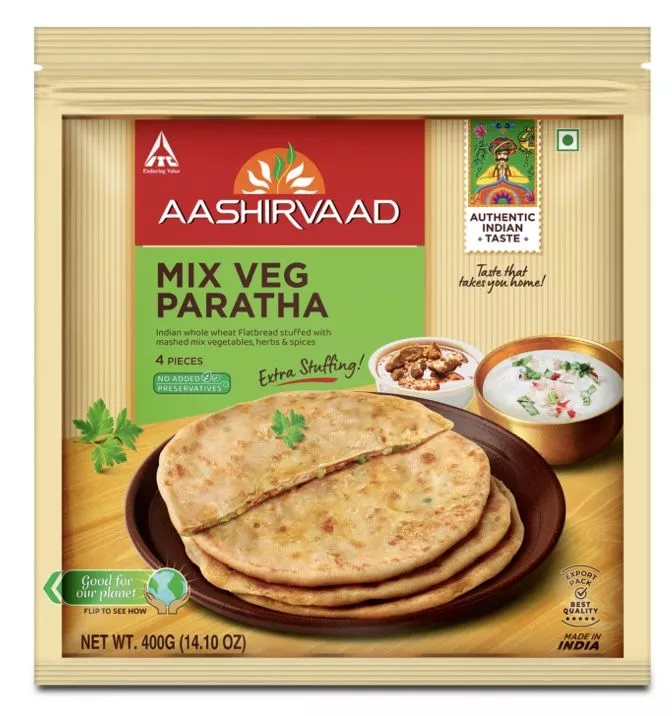 ITC
Enduring Value
AASHIRVAAD
AUTHENTIC
INDIAN
TASTE
Taste that
takes you home!
MIX VEG
PARATHA
Indian whole wheat Flatbread stuffed with
mashed mix vegetables, herbs & spices
4 PIECES
NO ADDED
PRESERVATIVES
Extra Stuffing!
Good for
our planet
FLIP TO SEE HOW
NET WT. 400G (14.10 OZ)
EXPORT
PACK
BEST
QUALITY
MADE IN
INDIA